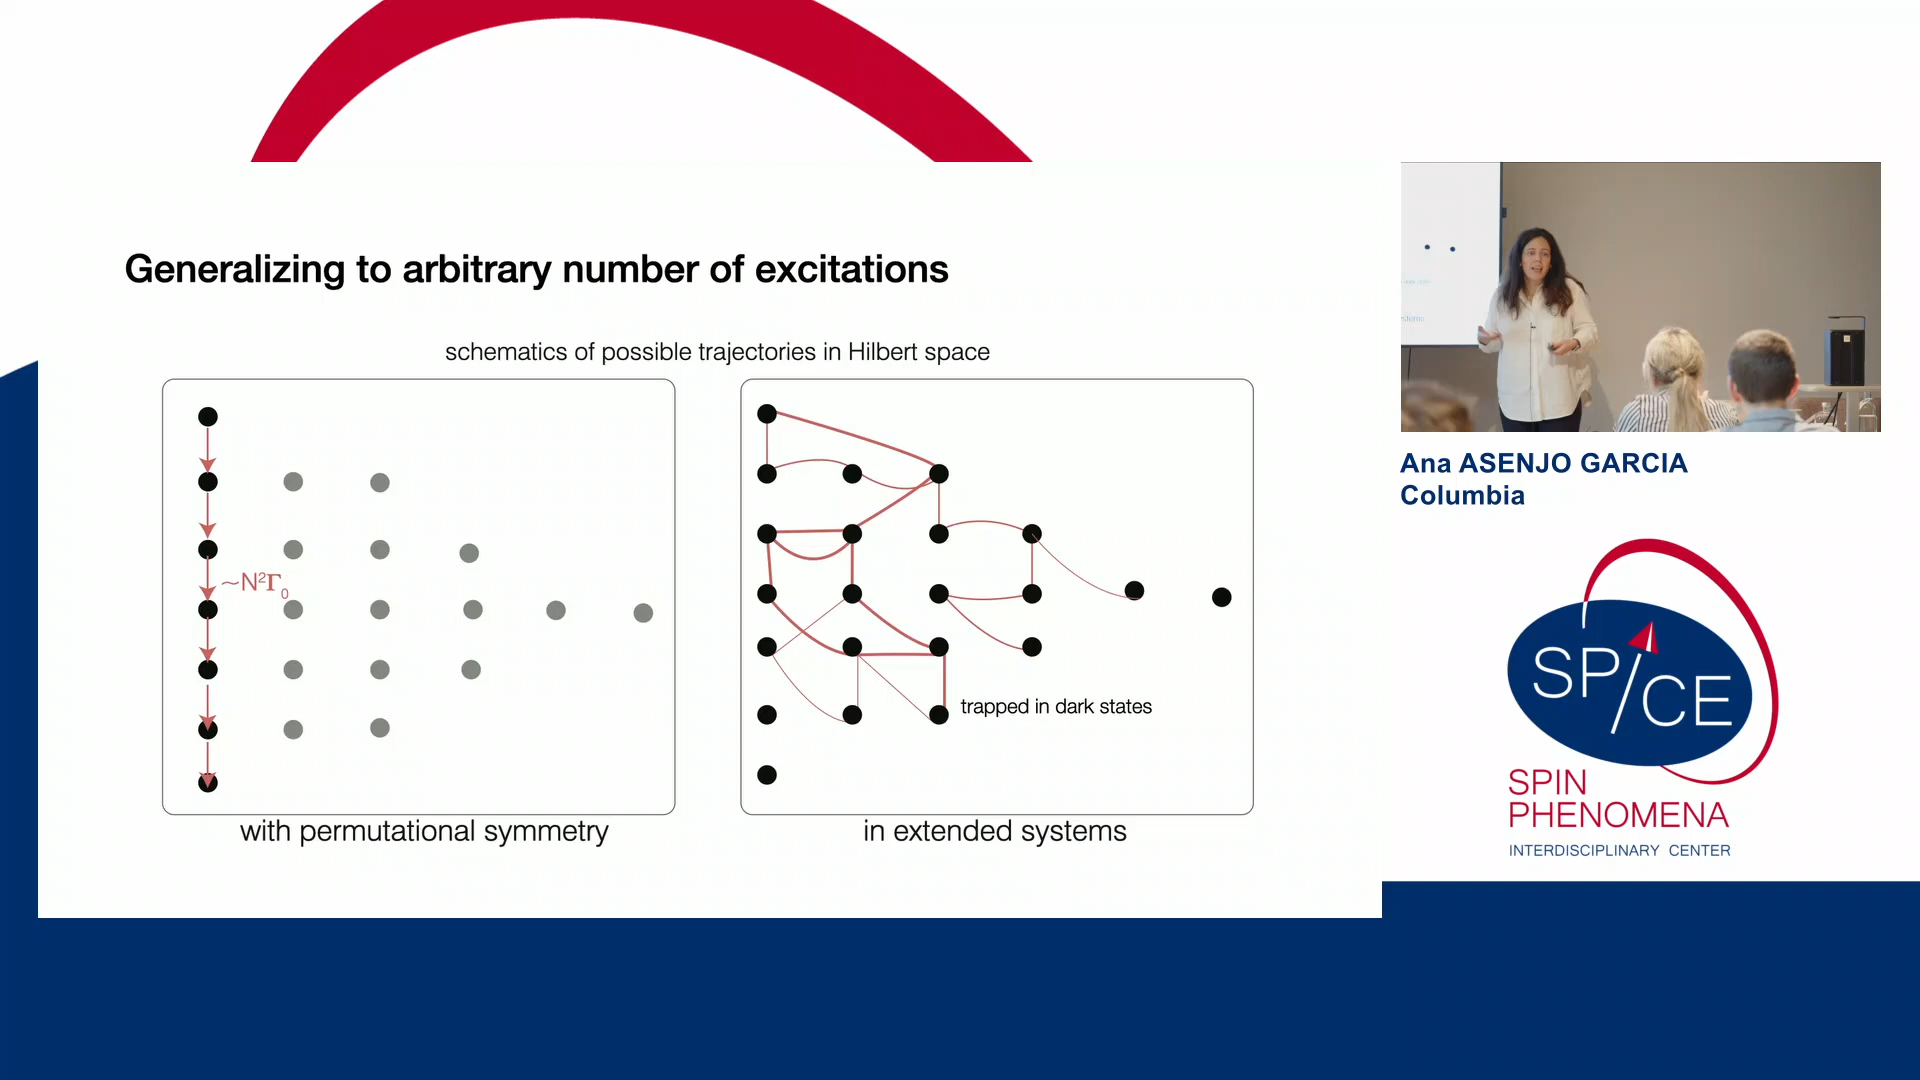 Generalizing to arbitrary number of excitations
schematics of possible trajectories in Hilbert space
~N²Γ₀
trapped in dark states
with permutational symmetry
in extended systems
Ana ASENJO GARCIA
Columbia
SP/CE
SPIN
PHENOMENA
INTERDISCIPLINARY CENTER